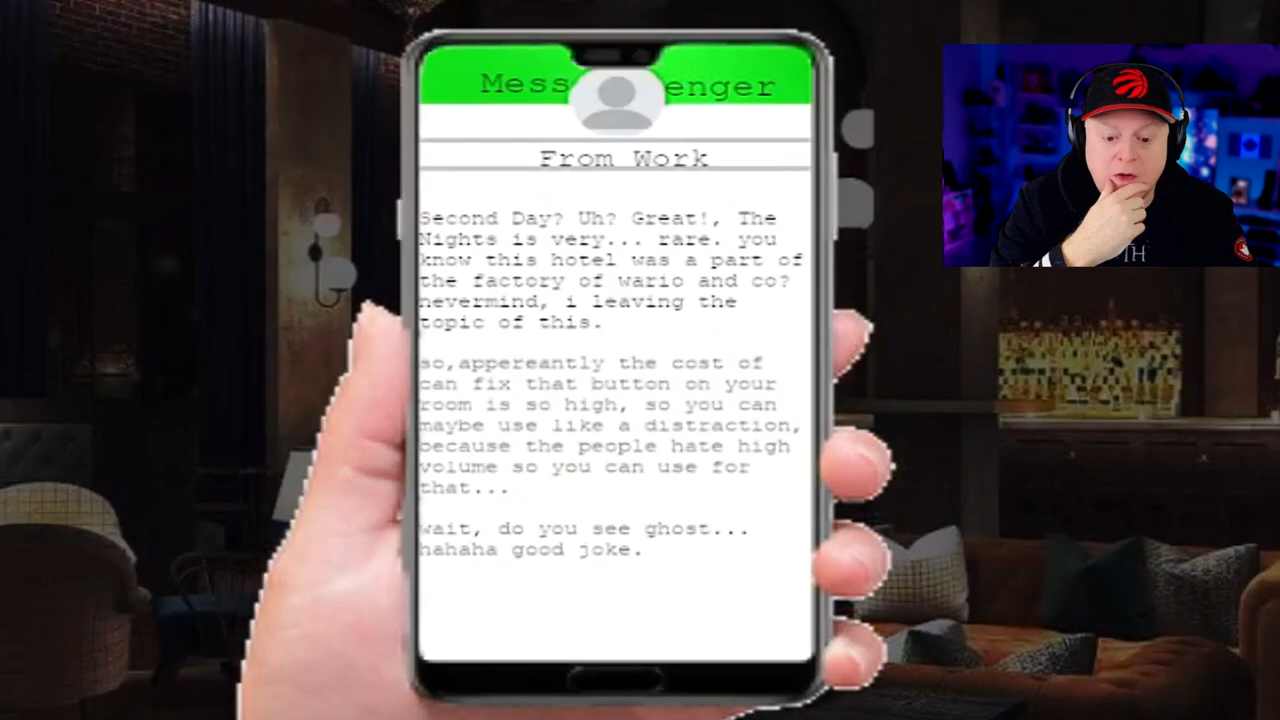 Mess enger
From Work
Second Day? Uh? Great!, The
Nights is very... rare. you
know this hotel was a part of
the factory of wario and co?
nevermind, i leaving the
topic of this.
so,appereantly the cost of
can fix that button on your
room is so high, so you can
maybe use like a distraction,
because the people hate high
volume so you can use for
that...
wait, do you see ghost...
hahaha good joke.